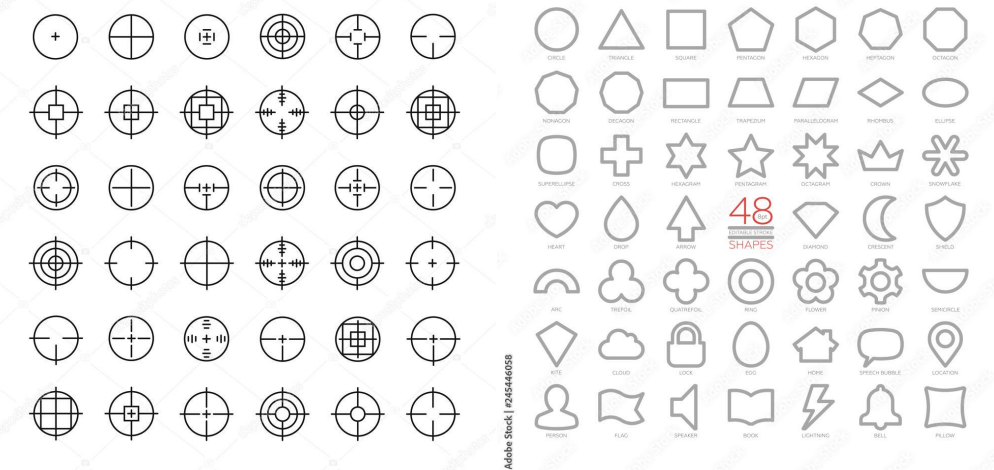 CIRCLE TRIANGLE SQUARE PENTAGON HEXAGON HEPTAGON OCTAGON
NONAGON DECAGON RECTANGLE TRAPEZIUM PARALLELOGRAM RHOMBUS ELLIPSE
SUPERELLIPSE CROSS HEXAGRAM PENTAGRAM OCTAGRAM CROWN SNOWFLAKE
48 8pt
EDITABLE STROKE
SHAPES
HEART DROP ARROW DIAMOND CRESCENT SHIELD
ARC TREFOIL QUATREFOIL RING FLOWER PINION SEMICIRCLE
KITE CLOUD LOCK EGG HOME SPEECH BUBBLE LOCATION
PERSON FLAG SPEAKER BOOK LIGHTNING BELL PILLOW
Adobe Stock | #245446058